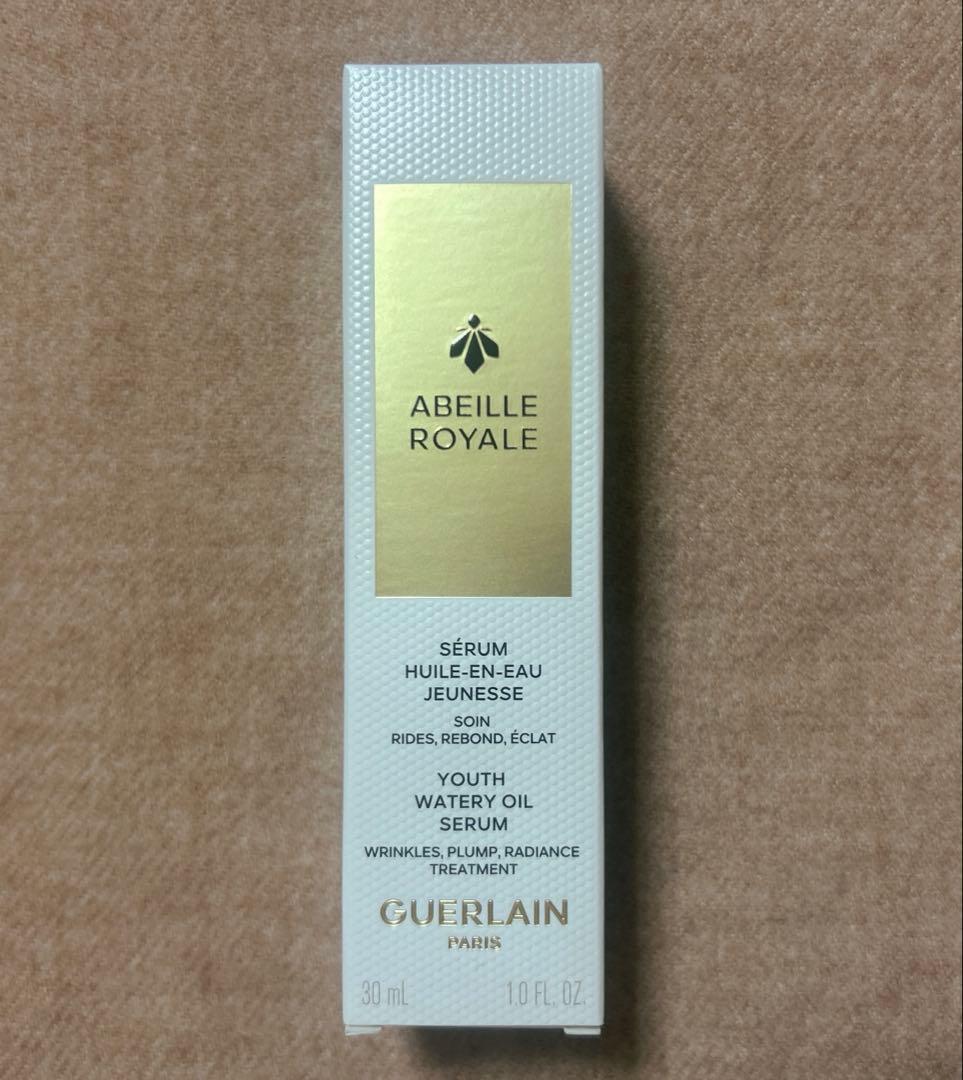 ABEILLE
ROYALE
SÉRUM
HUILE-EN-EAU
JEUNESSE
SOIN
RIDES, REBOND, ÉCLAT
YOUTH
WATERY OIL
SERUM
WRINKLES, PLUMP, RADIANCE
TREATMENT
GUERLAIN
PARIS
30 mL 1.0 FL. OZ.